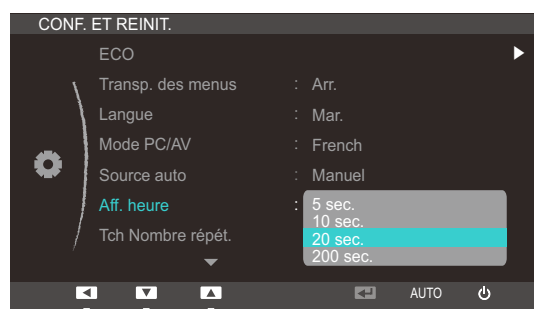 CONF. ET REINIT.
ECO
Transp. des menus : Arr.
Langue : Mar.
Mode PC/AV : French
Source auto : Manuel
Aff. heure : 5 sec.
10 sec.
Tch Nombre répét. 20 sec.
200 sec.
AUTO